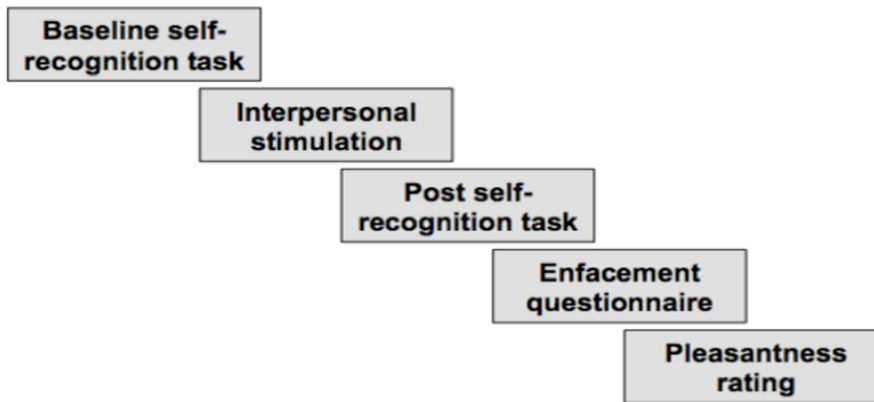 Baseline self-
recognition task
Interpersonal
stimulation
Post self-
recognition task
Enfacement
questionnaire
Pleasantness
rating